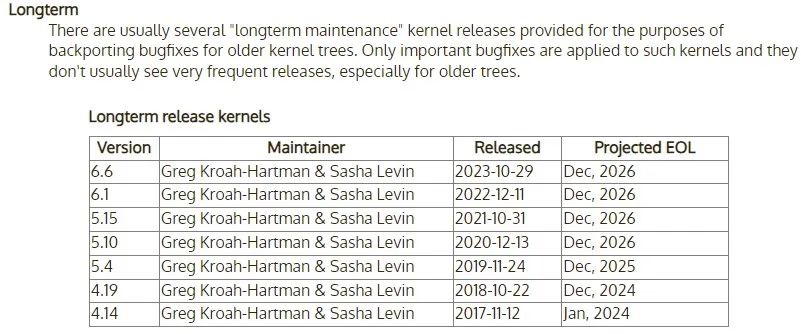 Longterm
There are usually several "longterm maintenance" kernel releases provided for the purposes of
backporting bugfixes for older kernel trees. Only important bugfixes are applied to such kernels and they
don't usually see very frequent releases, especially for older trees.
Longterm release kernels
Version Maintainer Released Projected EOL
6.6 Greg Kroah-Hartman & Sasha Levin 2023-10-29 Dec, 2026
6.1 Greg Kroah-Hartman & Sasha Levin 2022-12-11 Dec, 2026
5.15 Greg Kroah-Hartman & Sasha Levin 2021-10-31 Dec, 2026
5.10 Greg Kroah-Hartman & Sasha Levin 2020-12-13 Dec, 2026
5.4 Greg Kroah-Hartman & Sasha Levin 2019-11-24 Dec, 2025
4.19 Greg Kroah-Hartman & Sasha Levin 2018-10-22 Dec, 2024
4.14 Greg Kroah-Hartman & Sasha Levin 2017-11-12 Jan, 2024